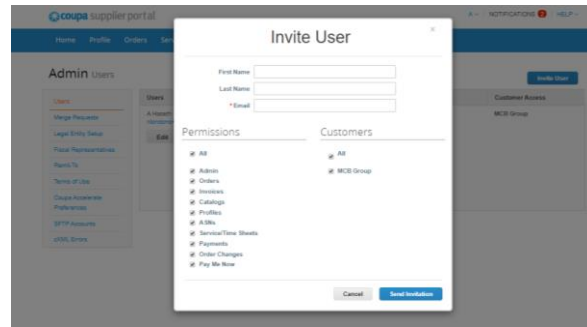 coupa supplier portal
NOTIFICATIONS 2 HELP
Home Profile Orders
Invite User
×
Admin Users
Invite User
First Name
Last Name
* Email
Users
Merge Requests
Legal Entity Setup
Fiscal Representatives
Remit-To
Terms of Use
Coupa Accelerate
Preferences
SFTP Accounts
cXML Errors
Users
Edit
Customer Access
MCB Group
Permissions
All
Admin
Orders
Invoices
Catalogs
Profiles
ASNs
Service/Time Sheets
Payments
Order Changes
Pay Me Now
Customers
All
MCB Group
Cancel
Send Invitation